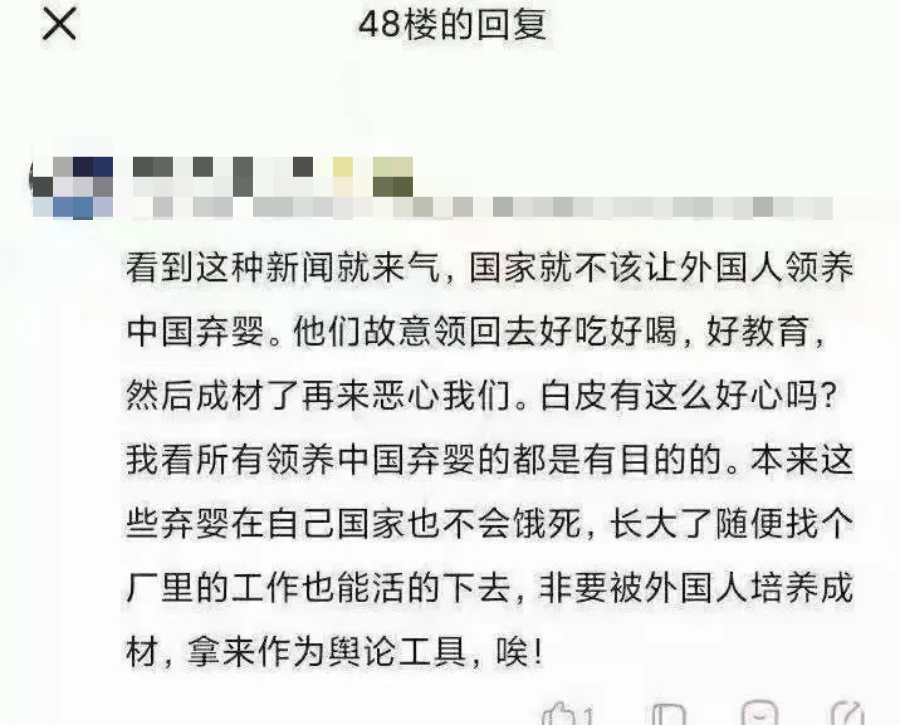 48楼的回复
看到这种新闻就来气，国家就不该让外国人领养
中国弃婴。他们故意领回去好吃好喝，好教育，
然后成材了再来恶心我们。白皮有这么好心吗？
我看所有领养中国弃婴的都是有目的的。本来这
些弃婴在自己国家也不会饿死，长大了随便找个
厂里的工作也能活的下去，非要被外国人培养成
材，拿来作为舆论工具，唉！
1